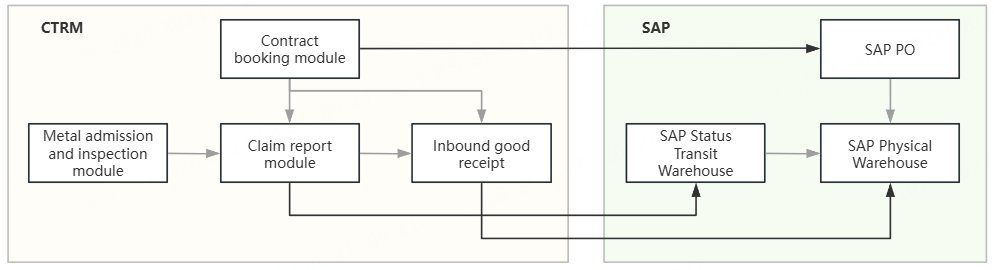 CTRM
SAP
Contract
booking module
SAP PO
Metal admission
and inspection
module
Claim report
module
Inbound good
receipt
SAP Status
Transit
Warehouse
SAP Physical
Warehouse